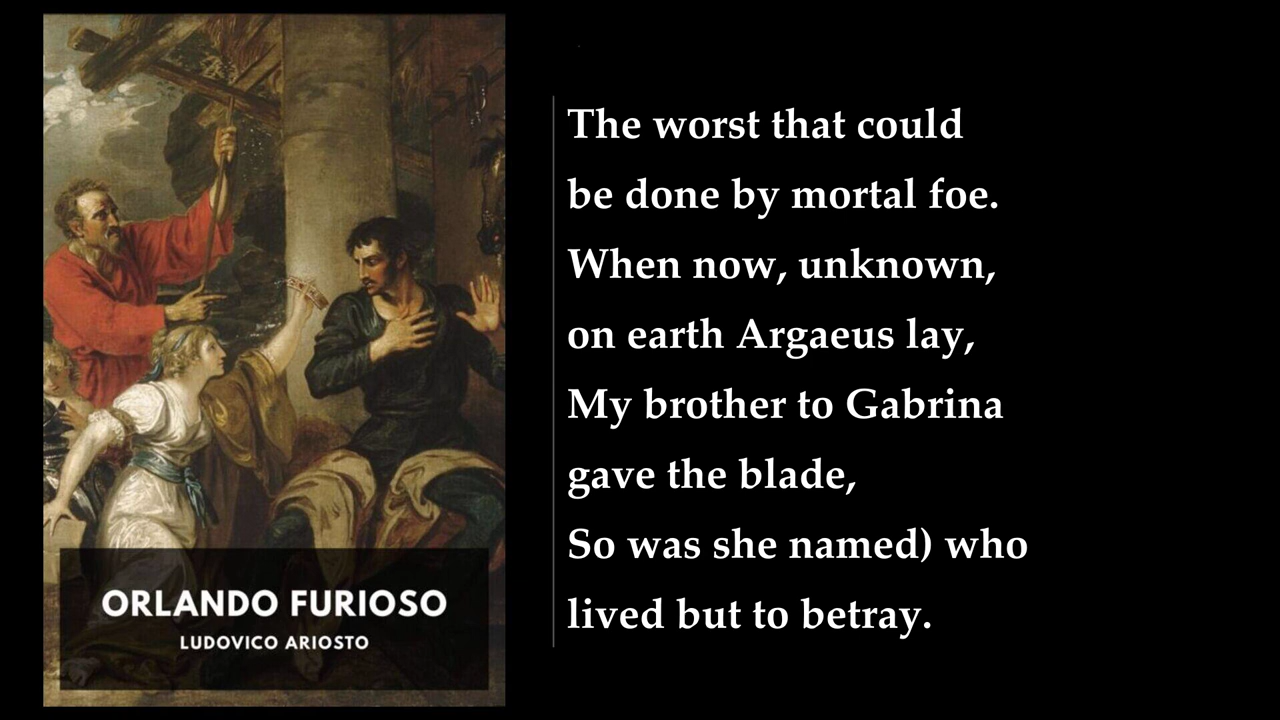 ORLANDO FURIOSO
LUDOVICO ARIOSTO
The worst that could
be done by mortal foe.
When now, unknown,
on earth Argaeus lay,
My brother to Gabrina
gave the blade,
So was she named) who
lived but to betray.